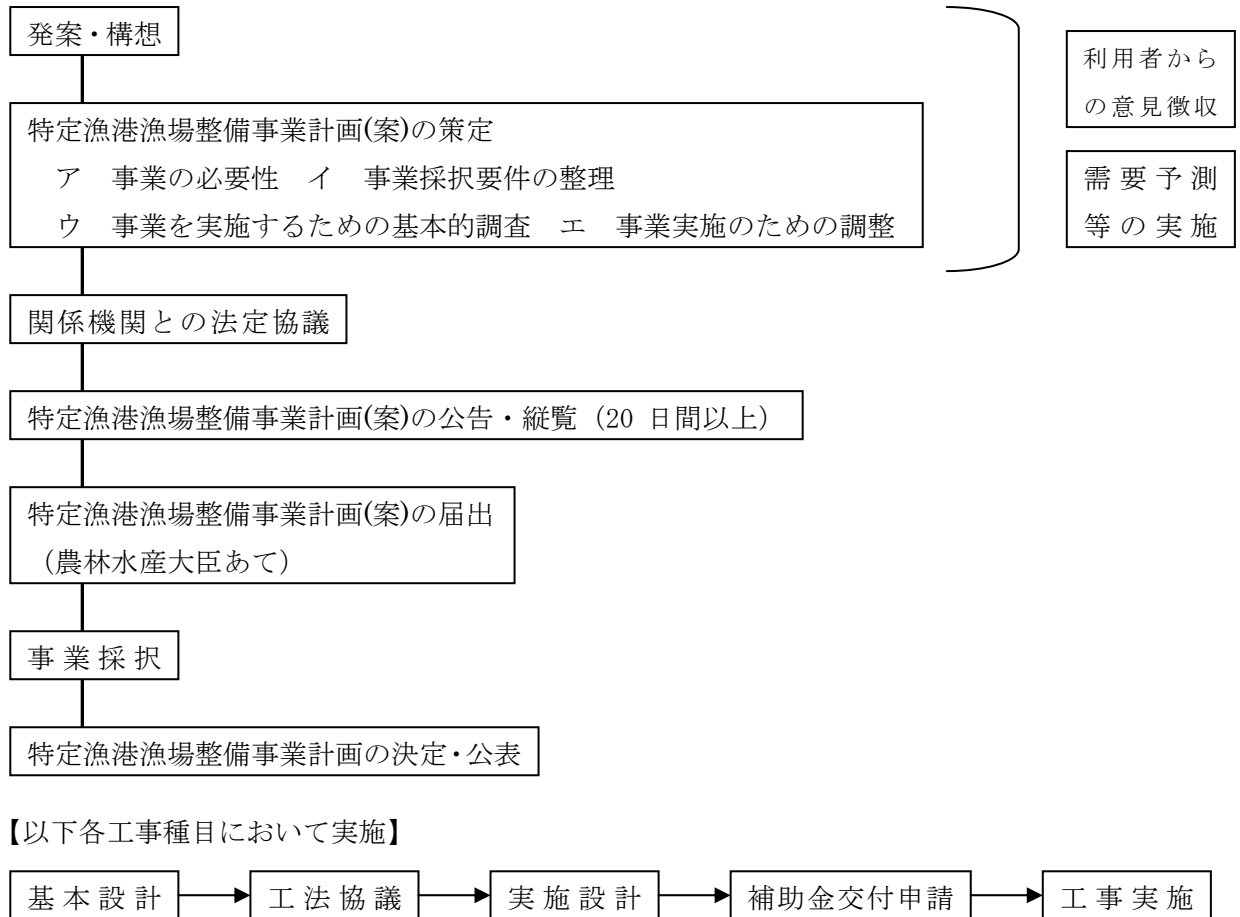 発案・構想
利用者から
の意見徴収
特定漁港漁場整備事業計画(案)の策定
ア 事業の必要性 イ 事業採択要件の整理
ウ 事業を実施するための基本的調査 エ 事業実施のための調整
需要予測
等の実施
関係機関との法定協議
特定漁港漁場整備事業計画(案)の公告・縦覧（20 日間以上）
特定漁港漁場整備事業計画(案)の届出
（農林水産大臣あて）
事業採択
特定漁港漁場整備事業計画の決定・公表
【以下各工事種目において実施】
基本設計 工法協議 実施設計 補助金交付申請 工事実施